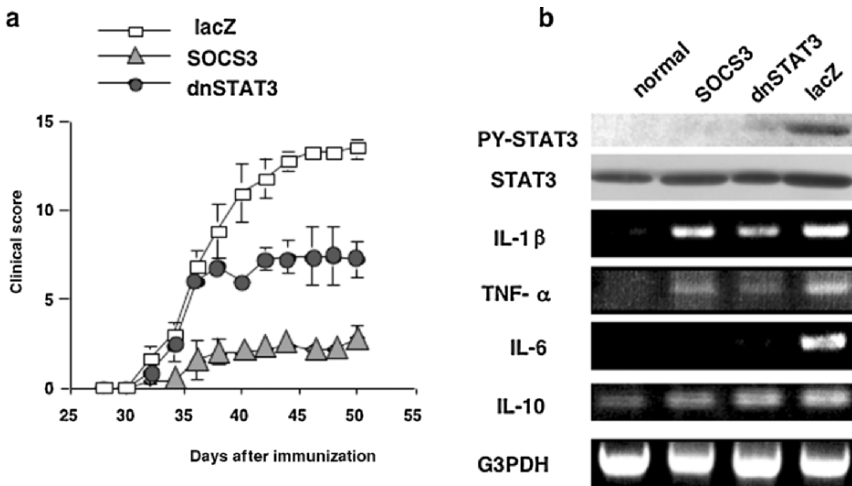 a
lacZ
SOCS3
dnSTAT3
15
10
5
0
25 30 35 40 45 50 55
Clinical score
Days after immunization
b
normal SOCS3 dnSTAT3 lacZ
PY-STAT3
STAT3
IL-1β
TNF- α
IL-6
IL-10
G3PDH